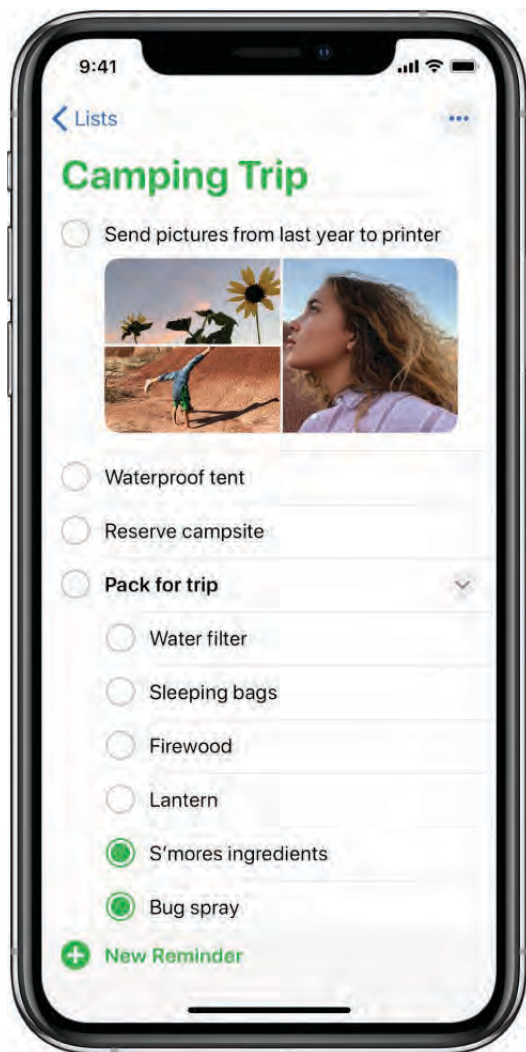 9:41
Lists
Camping Trip
Send pictures from last year to printer
Waterproof tent
Reserve campsite
Pack for trip
Water filter
Sleeping bags
Firewood
Lantern
S’mores ingredients
Bug spray
New Reminder